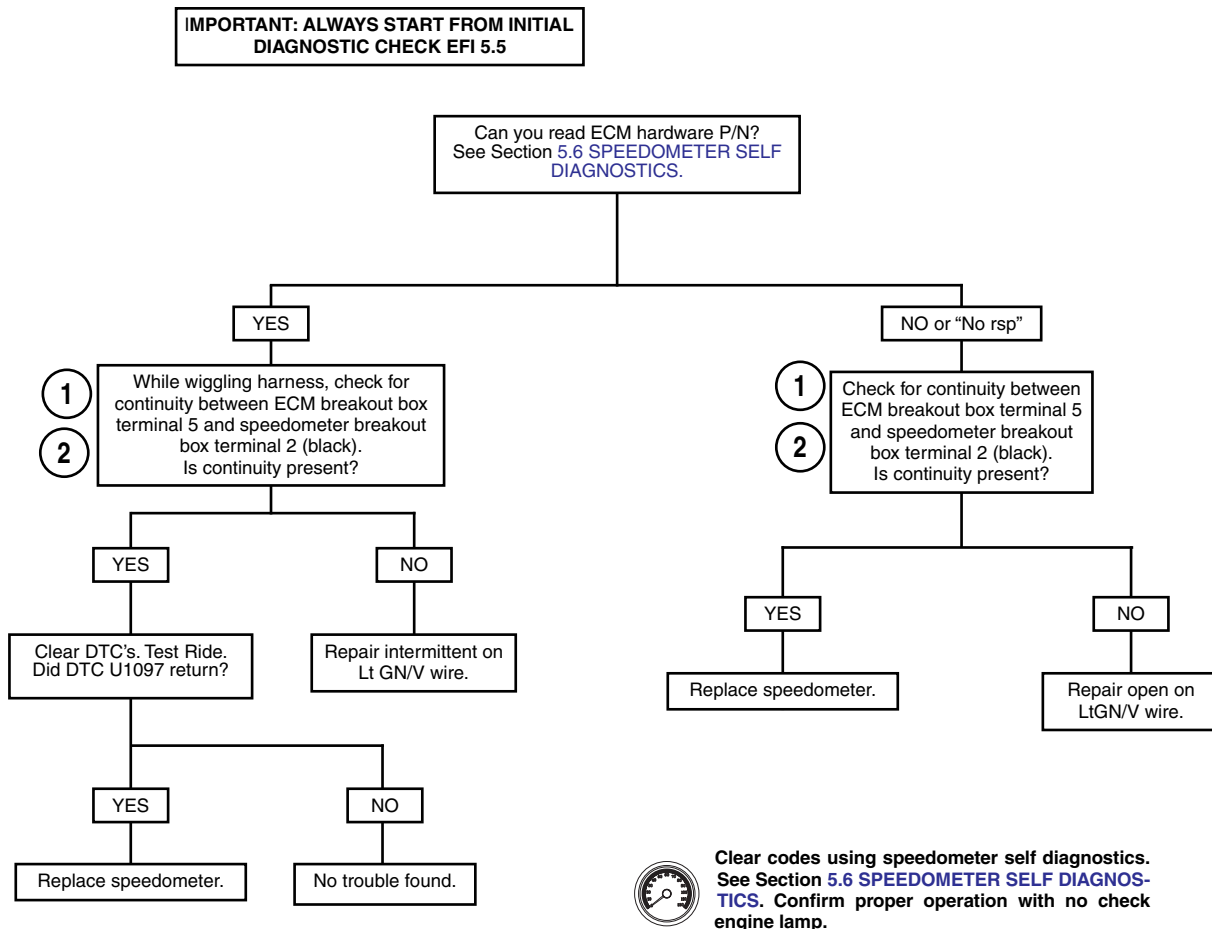 IMPORTANT: ALWAYS START FROM INITIAL
DIAGNOSTIC CHECK EFI 5.5
Can you read ECM hardware P/N?
See Section 5.6 SPEEDOMETER SELF
DIAGNOSTICS.
YES
NO or “No rsp”
1
2
While wiggling harness, check for
continuity between ECM breakout box
terminal 5 and speedometer breakout
box terminal 2 (black).
Is continuity present?
1
2
Check for continuity between
ECM breakout box terminal 5
and speedometer breakout
box terminal 2 (black).
Is continuity present?
YES
NO
YES
NO
Clear DTC's. Test Ride.
Did DTC U1097 return?
Repair intermittent on
Lt GN/V wire.
Replace speedometer.
Repair open on
LtGN/V wire.
YES
NO
Replace speedometer.
No trouble found.
Clear codes using speedometer self diagnostics.
See Section 5.6 SPEEDOMETER SELF DIAGNOS-
TICS. Confirm proper operation with no check
engine lamp.